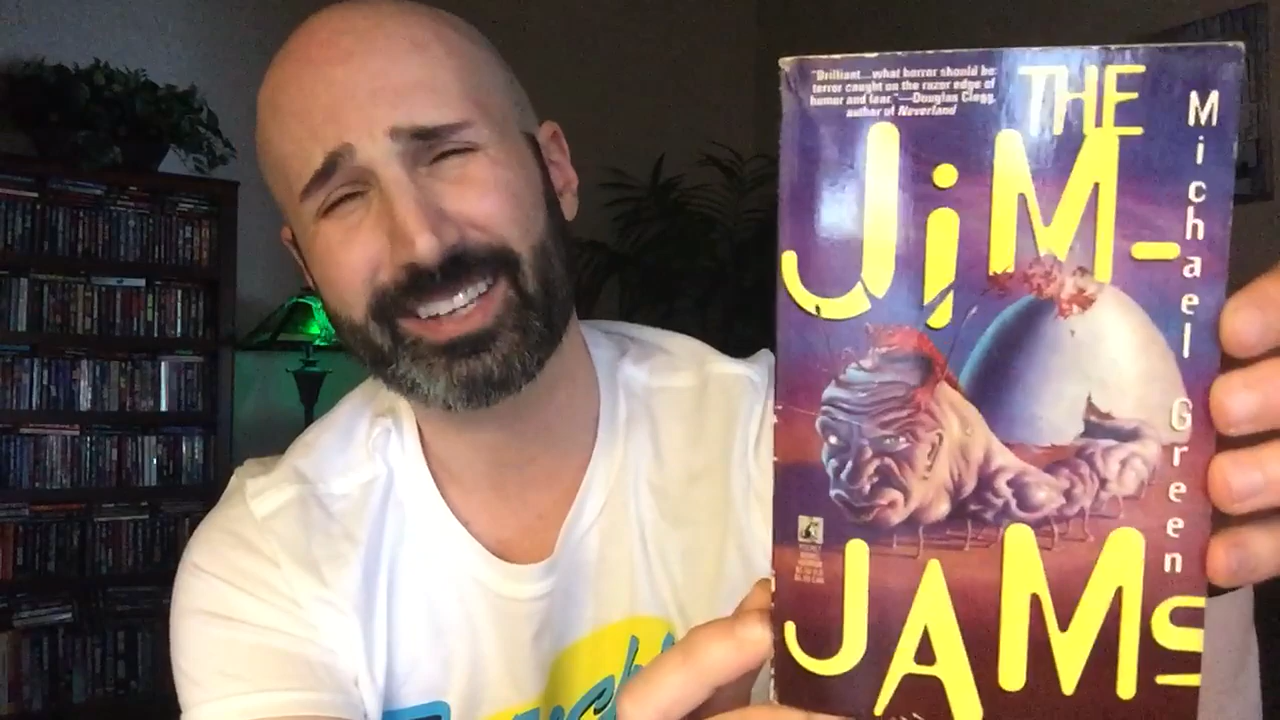 "Brilliant...what horror should be:
terror caught on the razor edge of
humor and fear."—Douglas Clegg,
author of Neverland
THE
JiM-
JAMS
Michael Green